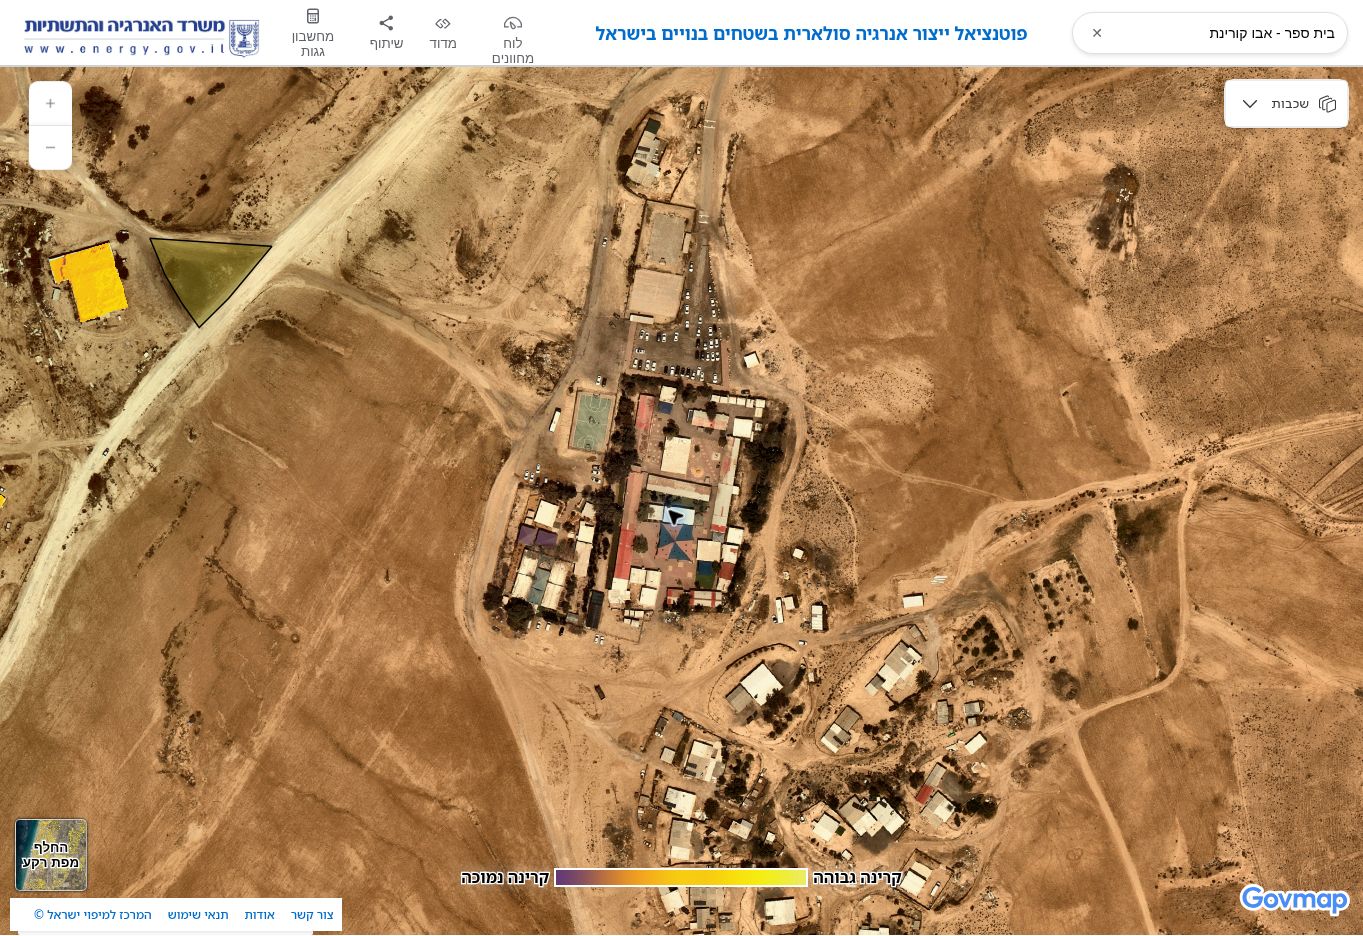 בית ספר - אבו קורינת
פוטנציאל ייצור אנרגיה סולארית בשטחים בנויים בישראל
לוח
מחוונים
מדוד
שיתוף
מחשבון
גגות
משרד האנרגיה והתשתיות
www.energy.gov.il
שכבות
+
−
החלף
מפת רקע
קרינה גבוהה
קרינה נמוכה
צור קשר
אודות
תנאי שימוש
המרכז למיפוי ישראל ©
Govmap